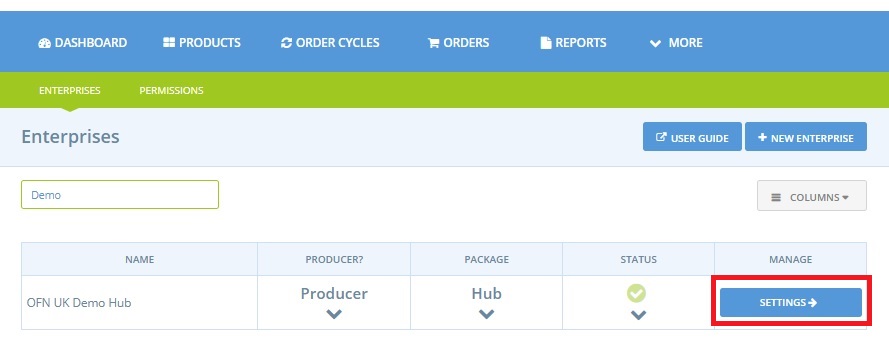 DASHBOARD PRODUCTS ORDER CYCLES ORDERS REPORTS MORE
ENTERPRISES PERMISSIONS
Enterprises USER GUIDE NEW ENTERPRISE
Demo COLUMNS
NAME PRODUCER? PACKAGE STATUS MANAGE
OFN UK Demo Hub Producer Hub SETTINGS